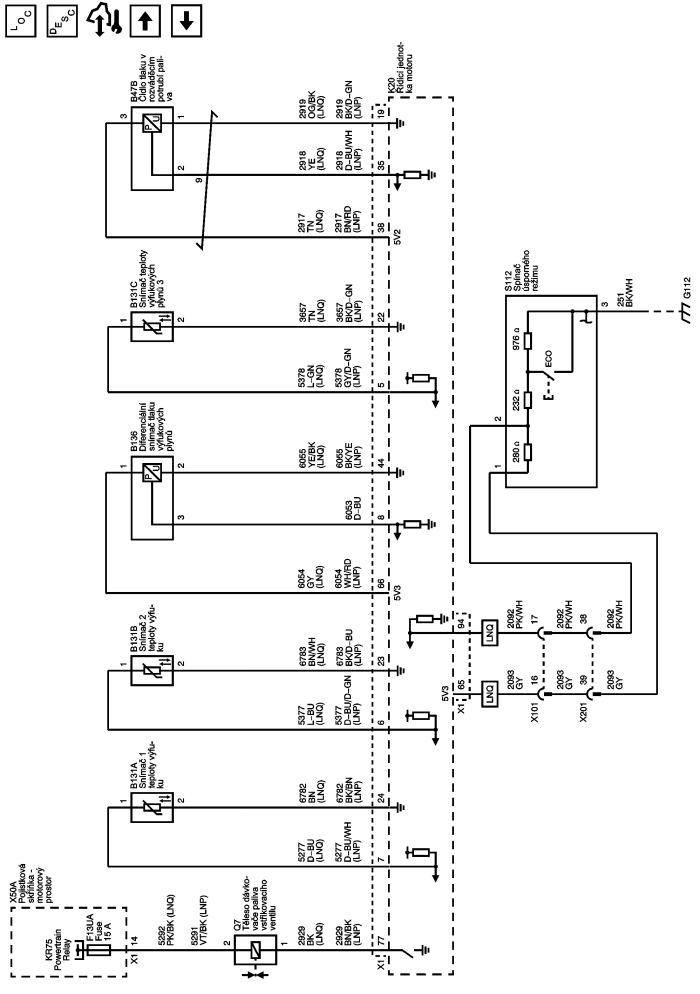 LOC
DESC
B47B
Čidlo tlaku v
rozváděcím
potrubí pali-
va
3
P
U
1
2
9
2919
OG/BK
(LNQ)
2919
BK/D-GN
(LNP)
19
2918
YE
(LNQ)
2918
D-BU/WH
(LNP)
35
2917
TN
(LNQ)
2917
BN/RD
(LNP)
38
5V2
K20
Řídicí jednot-
ka motoru
B131C
Snímač teploty
výfukových
plynů 3
1
2
3657
TN
(LNQ)
3657
BK/D-GN
(LNP)
22
5378
L-GN
(LNQ)
5378
GY/D-GN
(LNP)
5
B136
Diferenciální
snímač tlaku
výfukových
plynů
1
P
U
2
3
6055
YE/BK
(LNQ)
6055
BK/YE
(LNP)
44
6053
D-BU
8
6054
GY
(LNQ)
6054
WH/RD
(LNP)
66
5V3
B131B
Snímač 2
teploty výfu-
ku
1
2
6783
BN/WH
(LNQ)
6783
BK/D-BU
(LNP)
23
5377
L-BU
(LNQ)
5377
D-BU/D-GN
(LNP)
6
B131A
Snímač 1
teploty výfu-
ku
1
2
6782
BN
(LNQ)
6782
BK/BN
(LNP)
24
5277
D-BU
(LNQ)
5277
D-BU/WH
(LNP)
7
X50A
Pojistková
skříňka -
motorový
prostor
KR75
Powertrain
Relay
F13UA
Fuse
15 A
14
X1
5292
PK/BK (LNQ)
5291
VT/BK (LNP)
Q7
Těleso dávko-
vače paliva
vstřikovacího
ventilu
2
1
2929
BK
(LNQ)
2929
BN/BK
(LNP)
77
X1
S112
Spínač
úsporného
režimu
976 Ω
ECO
232 Ω
280 Ω
2
1
3
251
BK/WH
G112
94
LNQ
2092
PK/WH
17
2092
PK/WH
38
2092
PK/WH
5V3
65
X1
LNQ
2093
GY
16
X101
2093
GY
39
X201
2093
GY